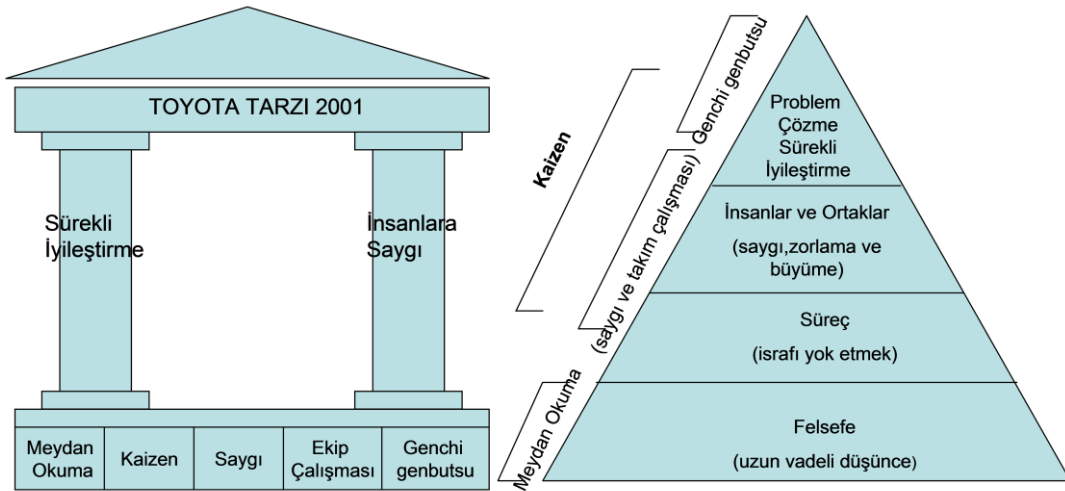 TOYOTA TARZI 2001
Sürekli
İyileştirme
İnsanlara
Saygı
Meydan
Okuma
Kaizen
Saygı
Ekip
Çalışması
Genchi
genbutsu
Kaizen
Genchi genbutsu
(saygı ve takım çalışması)
Meydan Okuma
Problem
Çözme
Sürekli
İyileştirme
İnsanlar ve Ortaklar
(saygı,zorlama ve
büyüme)
Süreç
(israfı yok etmek)
Felsefe
(uzun vadeli düşünce)